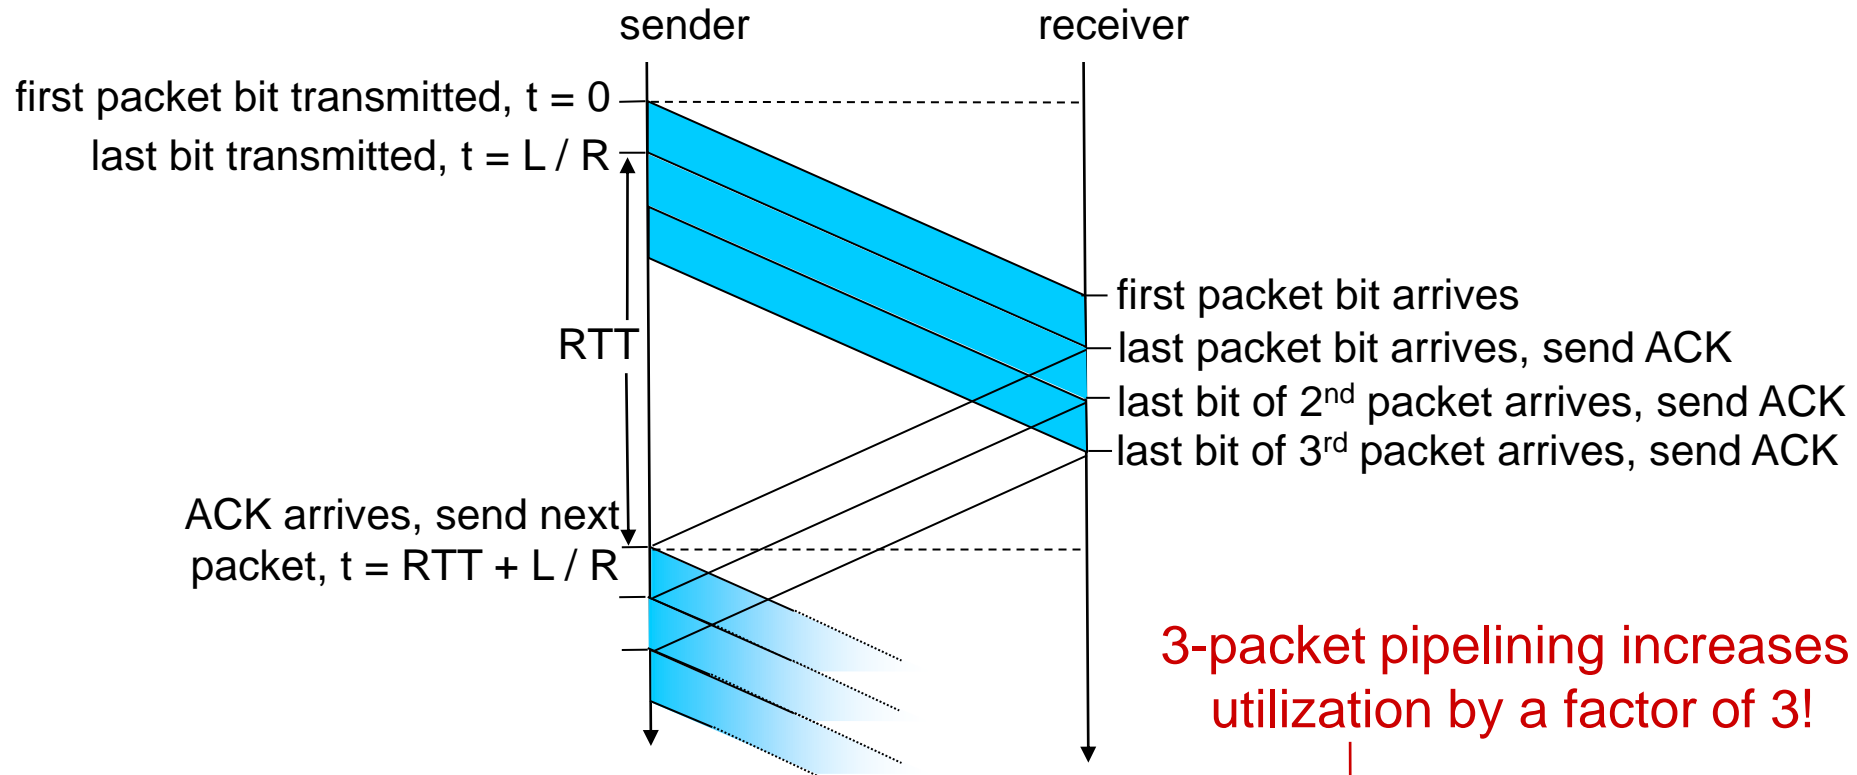 sender
receiver
first packet bit transmitted, t = 0
last bit transmitted, t = L / R
RTT
first packet bit arrives
last packet bit arrives, send ACK
last bit of 2nd packet arrives, send ACK
last bit of 3rd packet arrives, send ACK
ACK arrives, send next
packet, t = RTT + L / R
3-packet pipelining increases
utilization by a factor of 3!